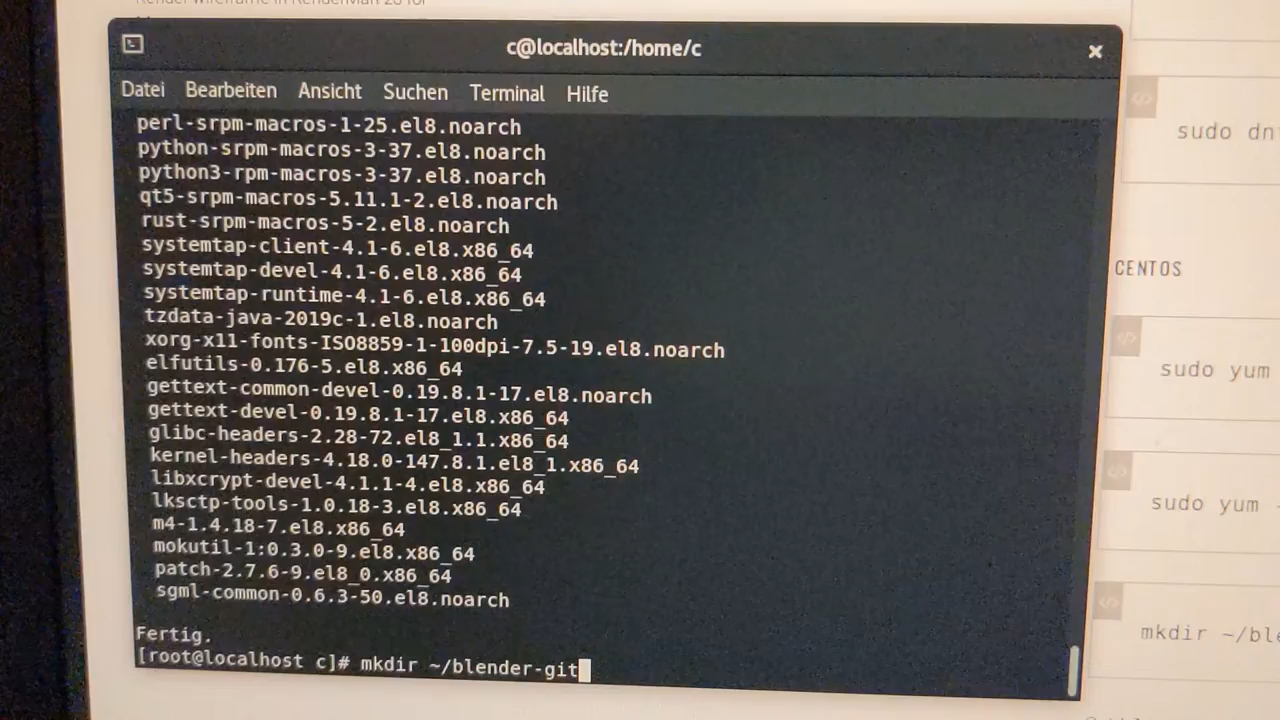 Render wireframe in RenderMan 23 for
c@localhost:/home/c
Datei Bearbeiten Ansicht Suchen Terminal Hilfe
perl-srpm-macros-1-25.el8.noarch
python-srpm-macros-3-37.el8.noarch
python3-rpm-macros-3-37.el8.noarch
qt5-srpm-macros-5.11.1-2.el8.noarch
rust-srpm-macros-5-2.el8.noarch
systemtap-client-4.1-6.el8.x86_64
systemtap-devel-4.1-6.el8.x86_64
systemtap-runtime-4.1-6.el8.x86_64
tzdata-java-2019c-1.el8.noarch
xorg-x11-fonts-ISO8859-1-100dpi-7.5-19.el8.noarch
elfutils-0.176-5.el8.x86_64
gettext-common-devel-0.19.8.1-17.el8.noarch
gettext-devel-0.19.8.1-17.el8.x86_64
glibc-headers-2.28-72.el8_1.1.x86_64
kernel-headers-4.18.0-147.8.1.el8_1.x86_64
libxcrypt-devel-4.1.1-4.el8.x86_64
lksctp-tools-1.0.18-3.el8.x86_64
m4-1.4.18-7.el8.x86_64
mokutil-1:0.3.0-9.el8.x86_64
patch-2.7.6-9.el8_0.x86_64
sgml-common-0.6.3-50.el8.noarch
Fertig.
[root@localhost c]# mkdir ~/blender-git
sudo dn
CENTOS
sudo yum
sudo yum -
mkdir ~/ble